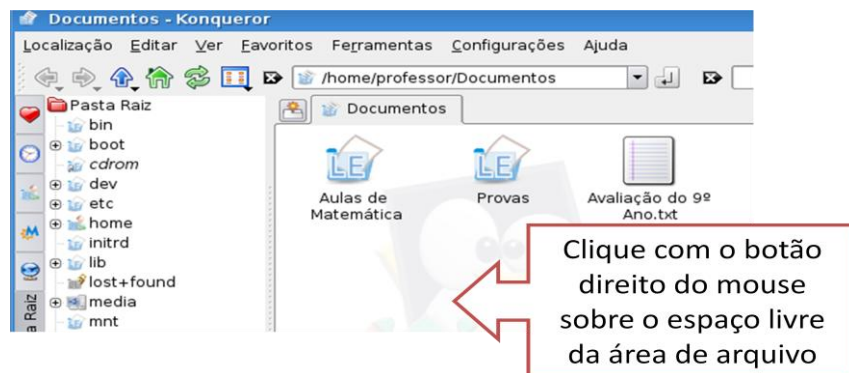 Documentos - Konqueror
Localização Editar Ver Favoritos Ferramentas Configurações Ajuda
/home/professor/Documentos
Pasta Raiz
bin
boot
cdrom
dev
etc
home
initrd
lib
lost+found
media
mnt
a Raiz
Documentos
LE
LE
Aulas de
Matemática
Provas
Avaliação do 9º
Ano.txt
Clique com o botão
direito do mouse
sobre o espaço livre
da área de arquivo